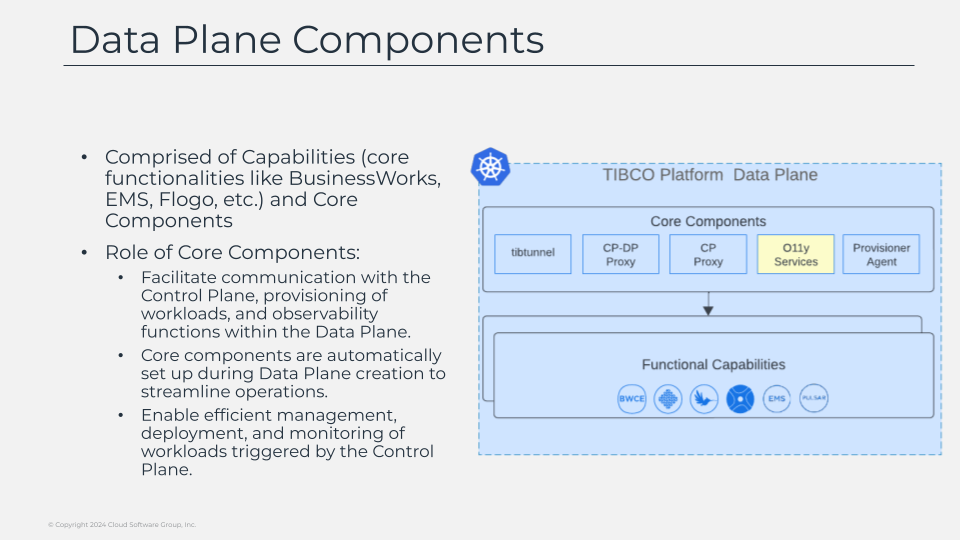 Data Plane Components
• Comprised of Capabilities (core
functionalities like BusinessWorks,
EMS, Flogo, etc.) and Core
Components
• Role of Core Components:
• Facilitate communication with the
Control Plane, provisioning of
workloads, and observability
functions within the Data Plane.
• Core components are automatically
set up during Data Plane creation to
streamline operations.
• Enable efficient management,
deployment, and monitoring of
workloads triggered by the Control
Plane.
TIBCO Platform Data Plane
Core Components
tibtunnel
CP-DP
Proxy
CP
Proxy
O11y
Services
Provisioner
Agent
Functional Capabilities
BWCE
EMS
PULSAR
© Copyright 2024 Cloud Software Group, Inc.